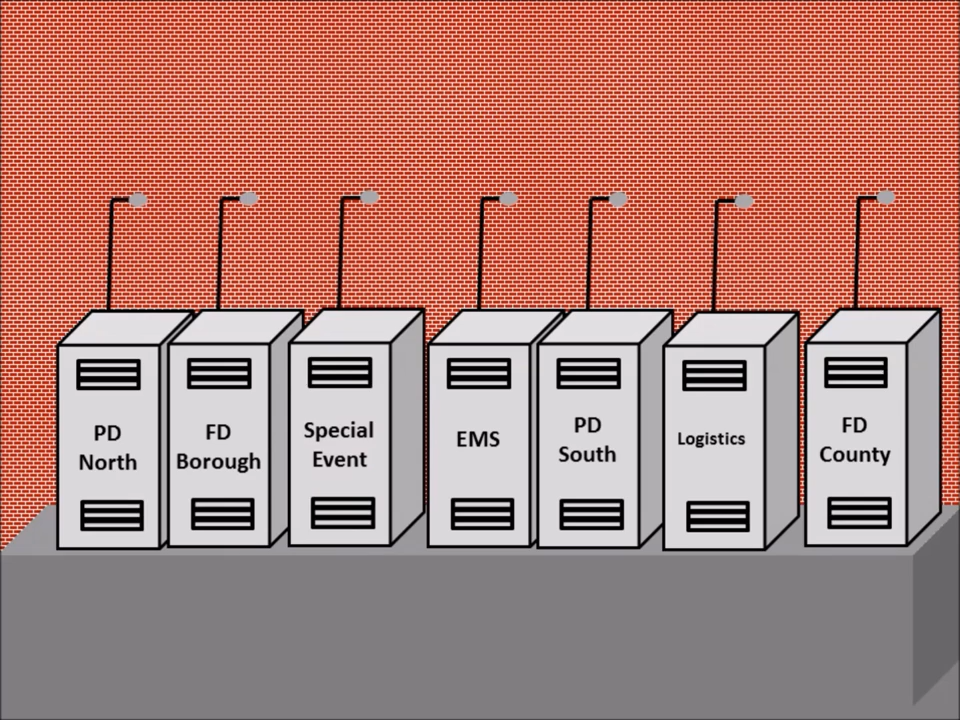 PD
North
FD
Borough
Special
Event
EMS
PD
South
Logistics
FD
County